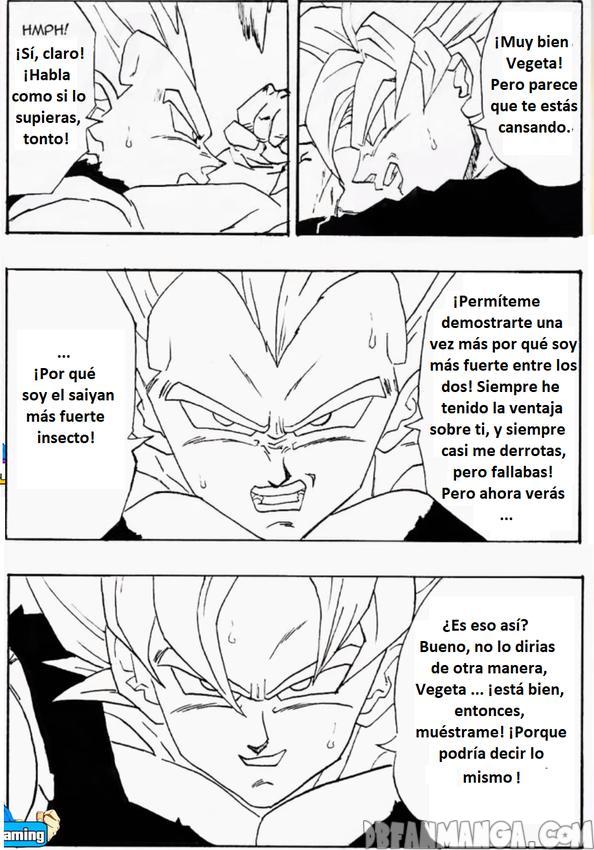 HMPH!
¡Sí, claro!
¡Habla
como si lo
supieras,
tonto!
¡Muy bien
Vegeta!
Pero parece
que te estás
cansando.
¡Permíteme
demostrarte una
vez más por qué soy
más fuerte entre los
dos! Siempre he
tenido la ventaja
sobre ti, y siempre
casi me derrotas,
pero fallabas!
Pero ahora verás
...
...
¡Por qué
soy el saiyan
más fuerte
insecto!
¿Es eso así?
Bueno, no lo dirias
de otra manera,
Vegeta ... ¡está bien,
entonces,
muéstrame! ¡Porque
podría decir lo
mismo !
aming
DBFANMANGA.COM